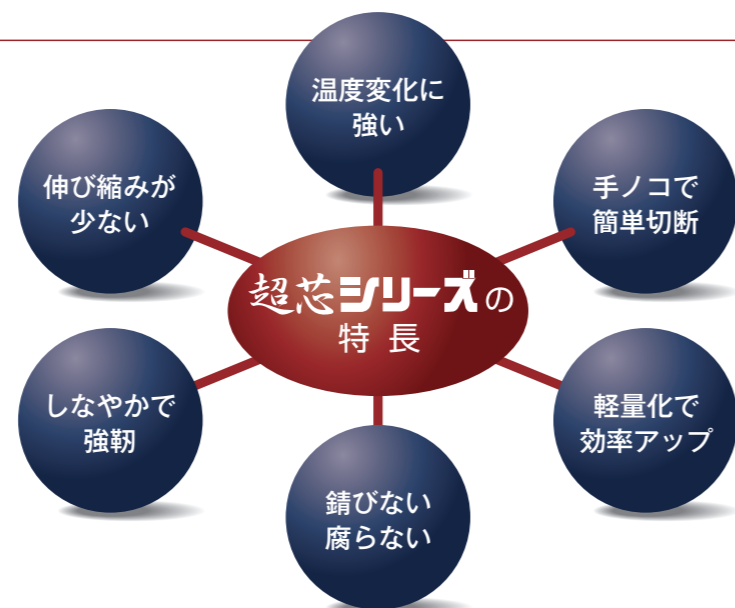 温度変化に
強い
伸び縮みが
少ない
手ノコで
簡単切断
超芯シリーズの
特長
しなやかで
強靭
軽量化で
効率アップ
錆びない
腐らない